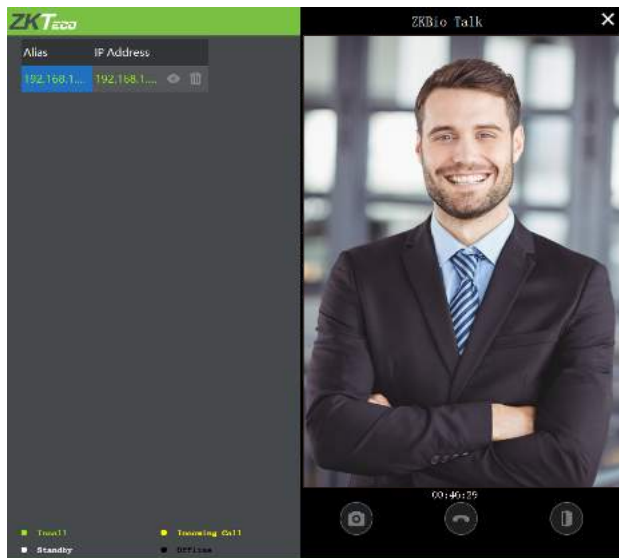 ZKTeco
Alias IP Address
192.168.1.... 192.168.1....
Incall Incoming Call
Standby Offline
ZKBio Talk
00:46:29